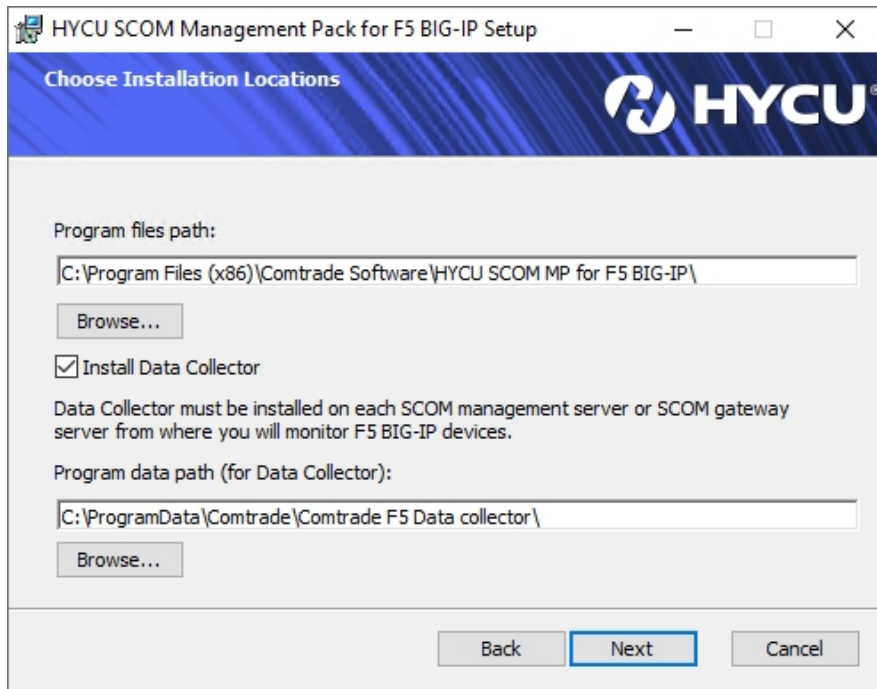 HYCU SCOM Management Pack for F5 BIG-IP Setup
Choose Installation Locations
HYCU®
Program files path:
C:\Program Files (x86)\Comtrade Software\HYCU SCOM MP for F5 BIG-IP\
Browse...
Install Data Collector
Data Collector must be installed on each SCOM management server or SCOM gateway
server from where you will monitor F5 BIG-IP devices.
Program data path (for Data Collector):
C:\ProgramData\Comtrade\Comtrade F5 Data collector\
Browse...
Back
Next
Cancel